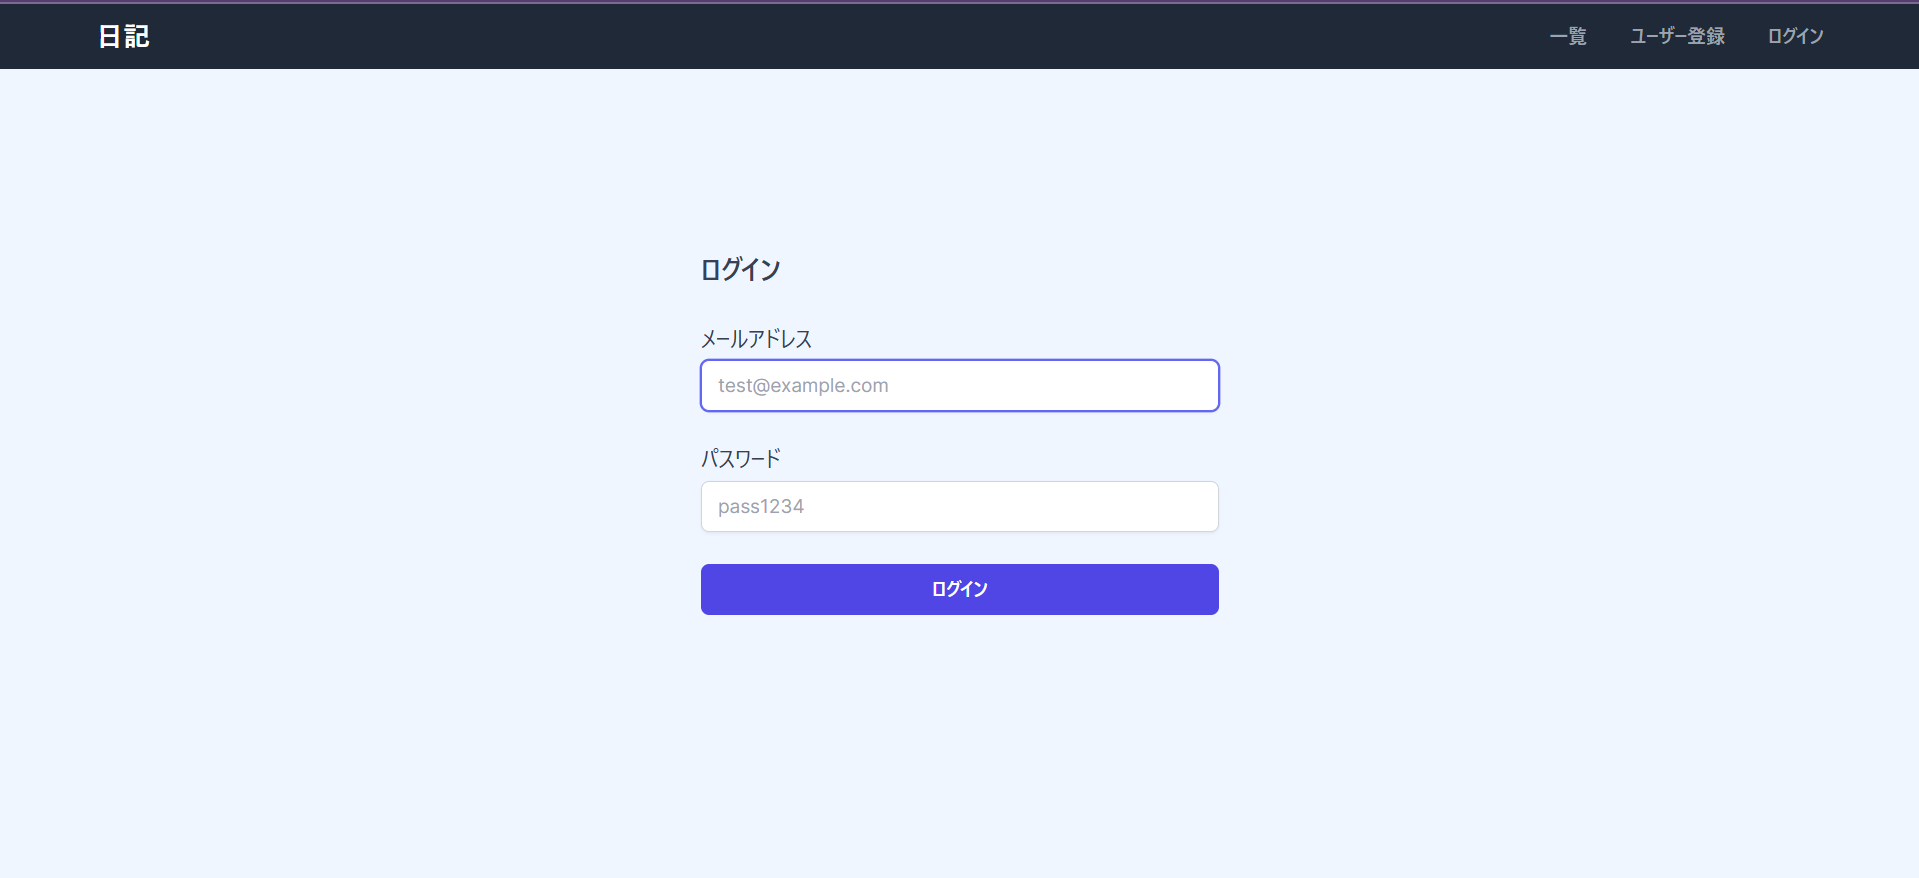 日記
一覧 ユーザー登録 ログイン
ログイン
メールアドレス
test@example.com
パスワード
pass1234
ログイン